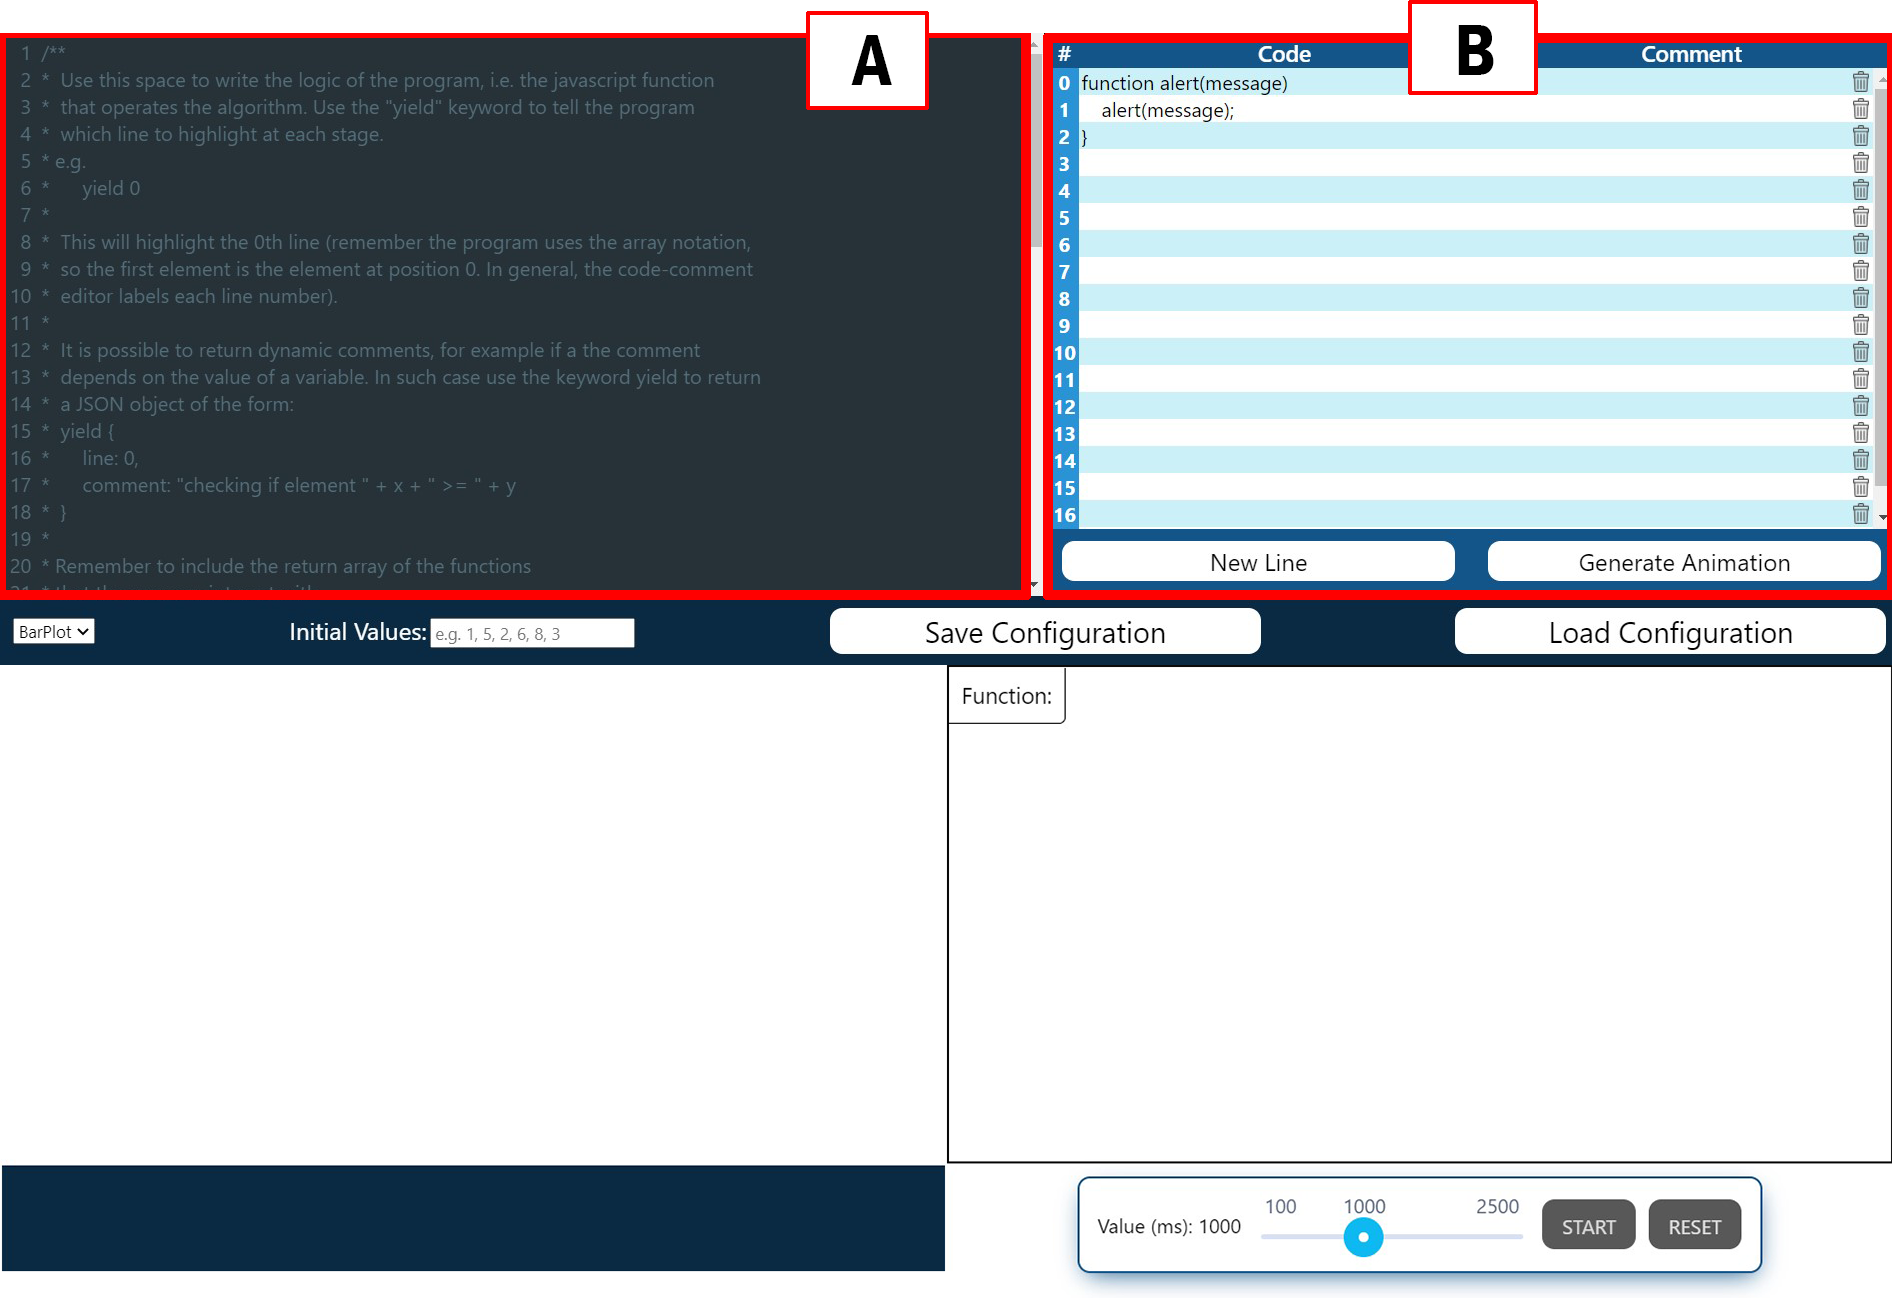 A
B
1 /**
2 * Use this space to write the logic of the program, i.e. the javascript function
3 * that operates the algorithm. Use the "yield" keyword to tell the program
4 * which line to highlight at each stage.
5 * e.g.
6 * yield 0
7 *
8 * This will highlight the 0th line (remember the program uses the array notation,
9 * so the first element is the element at position 0. In general, the code-comment
10 * editor labels each line number).
11 *
12 * It is possible to return dynamic comments, for example if a the comment
13 * depends on the value of a variable. In such case use the keyword yield to return
14 * a JSON object of the form:
15 * yield {
16 * line: 0,
17 * comment: "checking if element " + x + " >= " + y
18 * }
19 *
20 * Remember to include the return array of the functions
# Code Comment
0 function alert(message)
1 alert(message);
2 }
3
4
5
6
7
8
9
10
11
12
13
14
15
16
New Line Generate Animation
BarPlot Initial Values: e.g. 1, 5, 2, 6, 8, 3 Save Configuration Load Configuration
Function:
100 1000 2500
Value (ms): 1000 START RESET